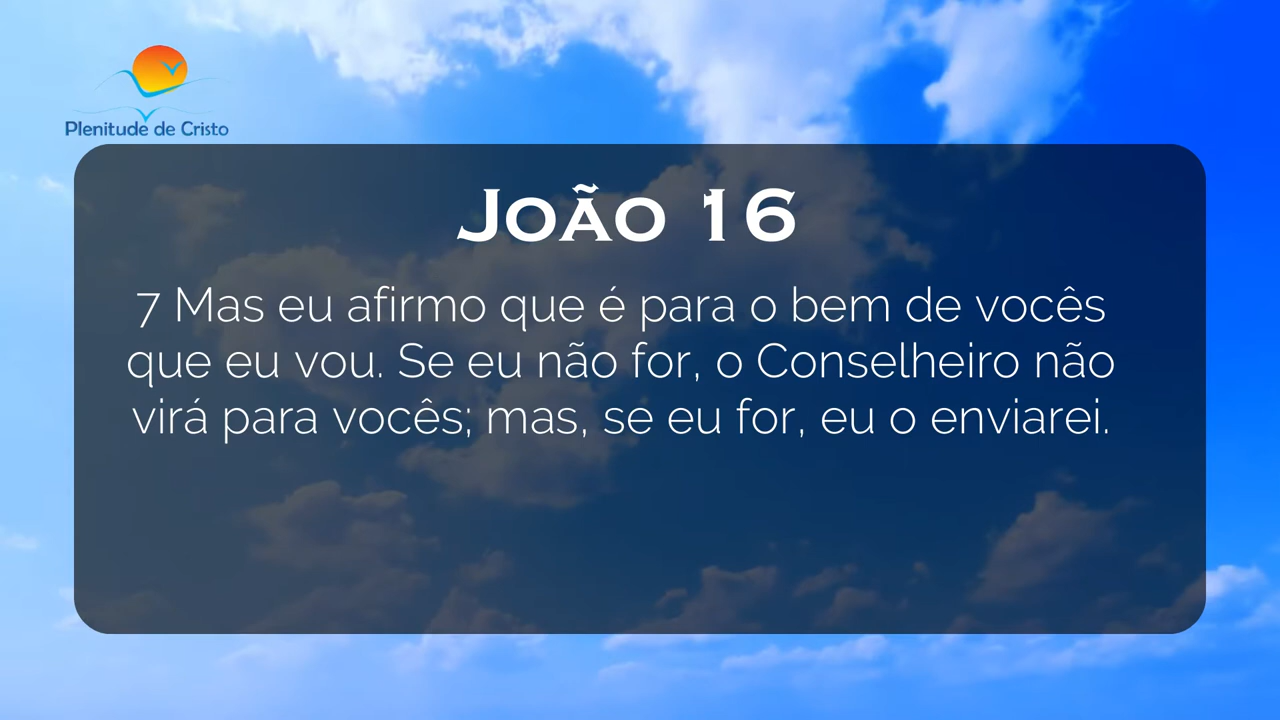 Plenitude de Cristo
João 16
7 Mas eu afirmo que é para o bem de vocês
que eu vou. Se eu não for, o Conselheiro não
virá para vocês; mas, se eu for, eu o enviarei.